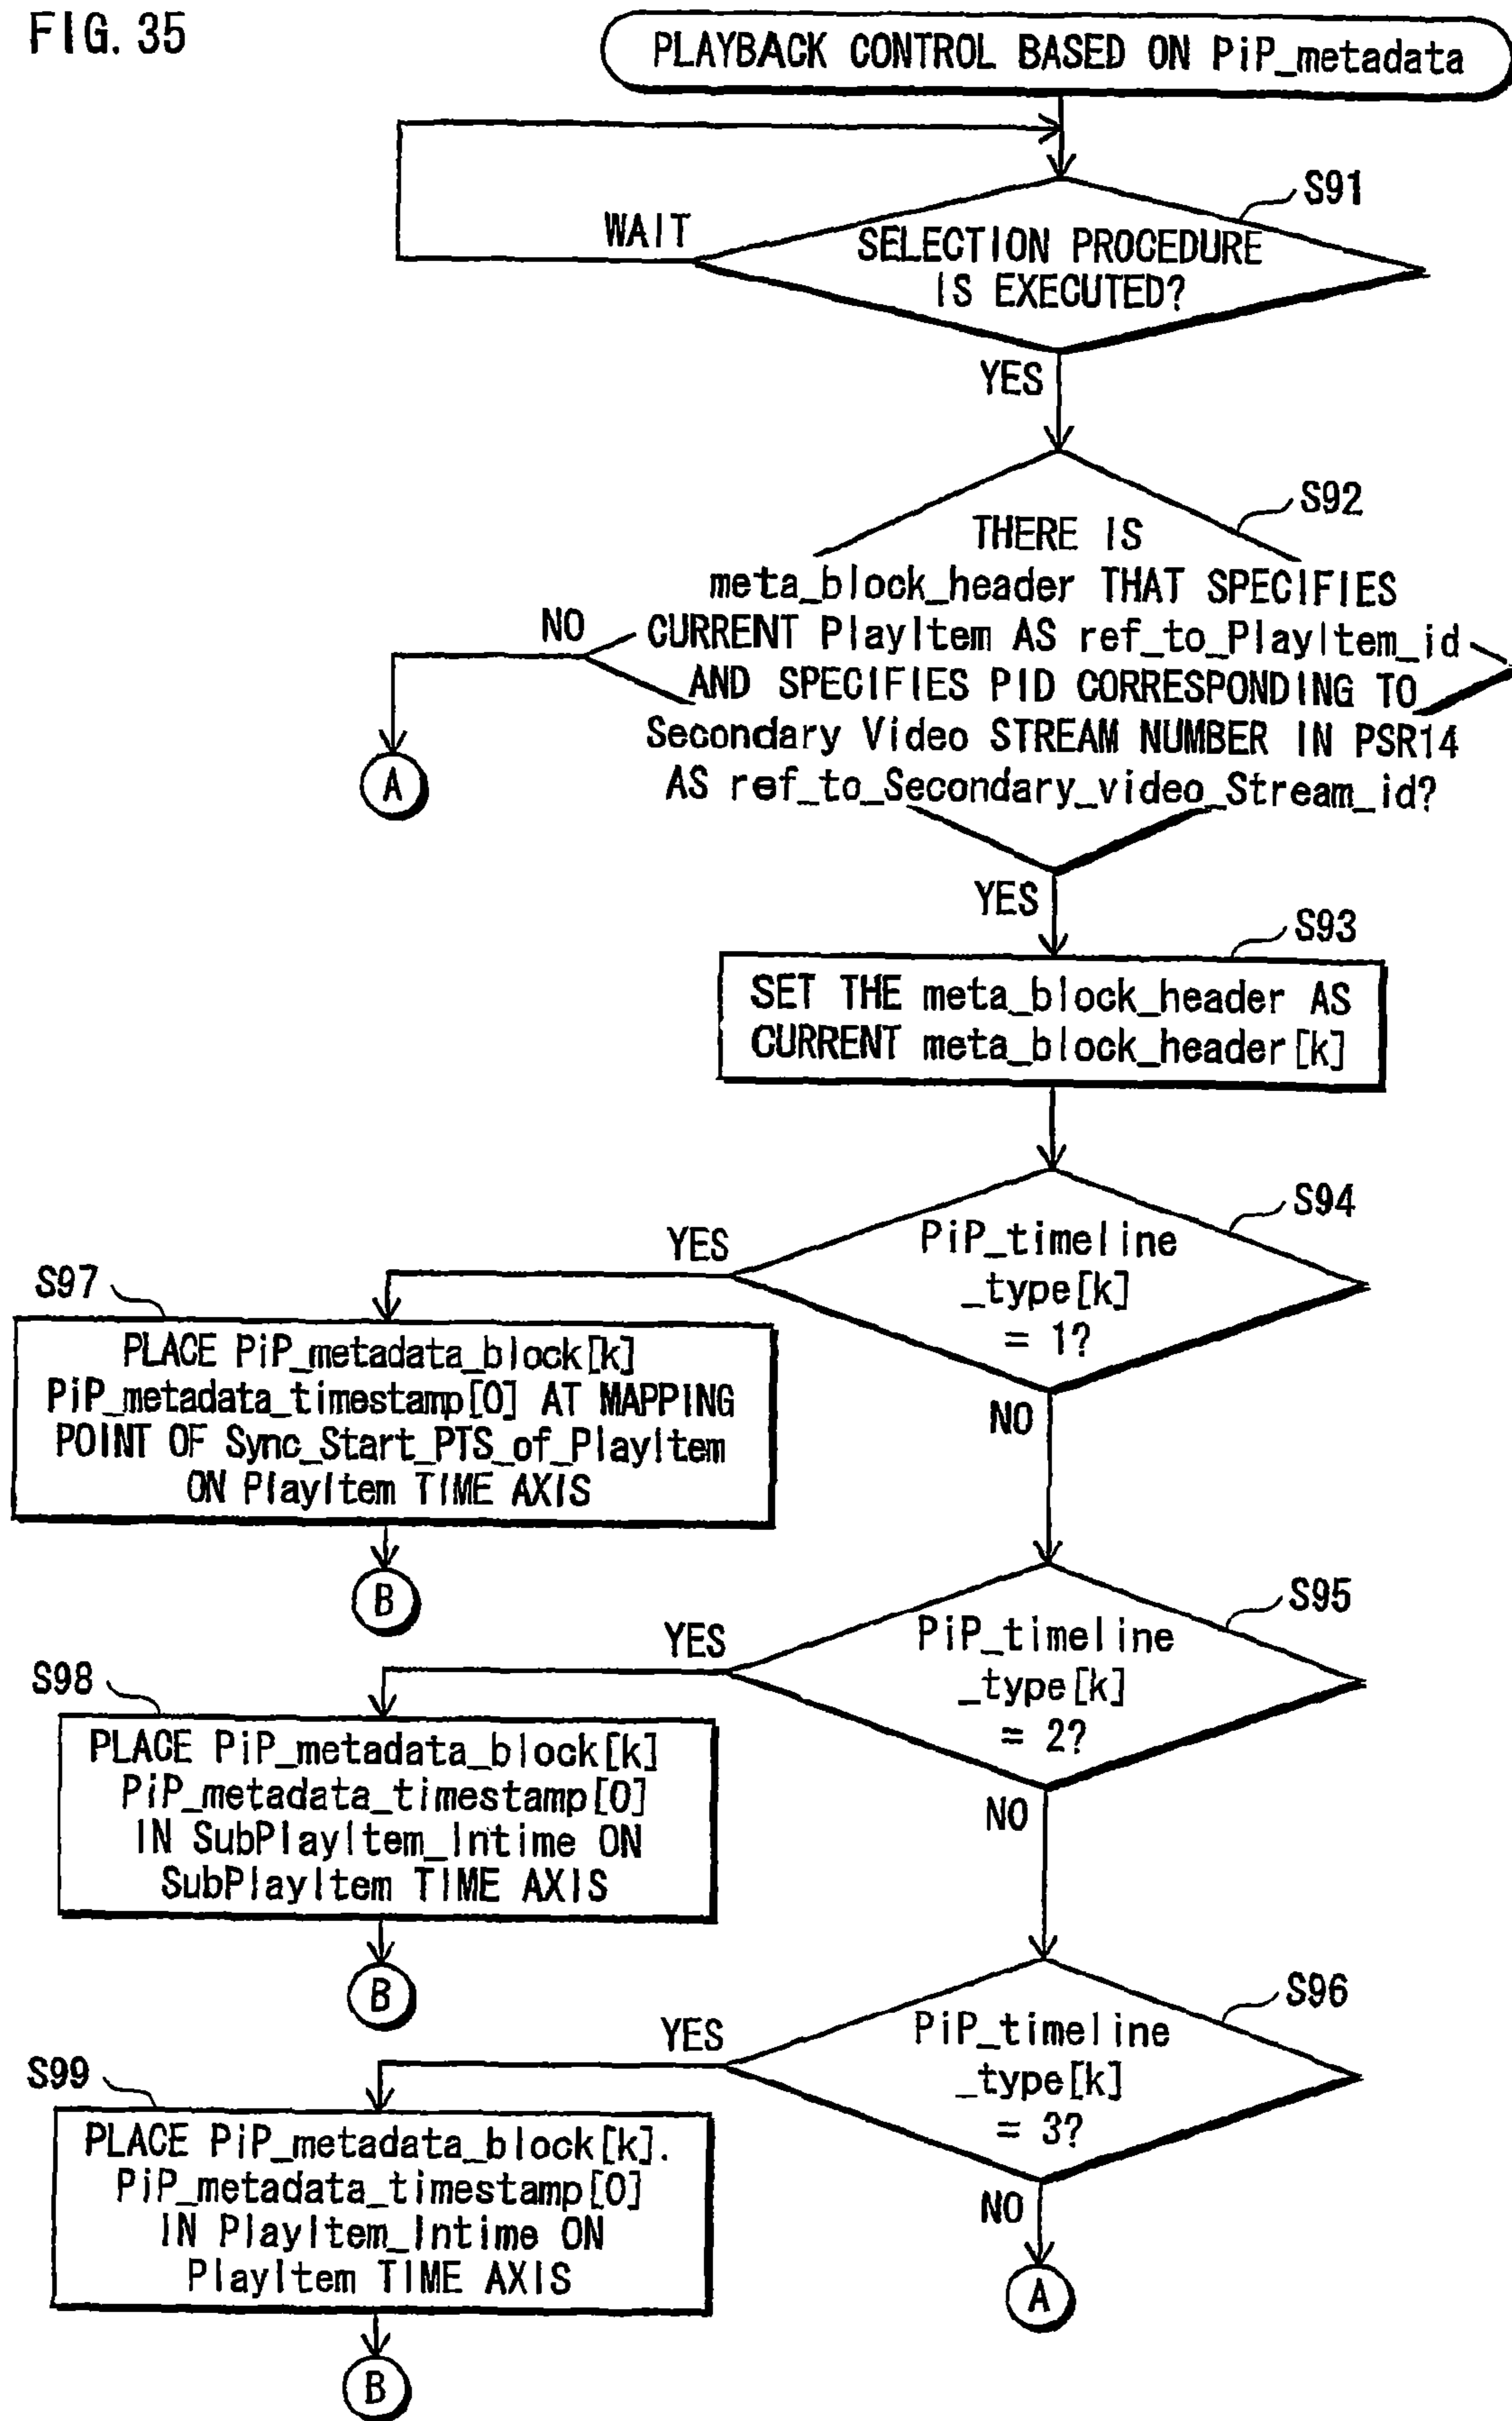 FIG. 35
PLAYBACK CONTROL BASED ON PiP_metadata
S91
WAIT
SELECTION PROCEDURE
IS EXECUTED?
YES
S92
THERE IS
meta_block_header THAT SPECIFIES
NO
CURRENT PlayItem AS ref_to_PlayItem_id
AND SPECIFIES PID CORRESPONDING TO
Secondary Video STREAM NUMBER IN PSR14
AS ref_to_Secondary_video_Stream_id?
A
YES
S93
SET THE meta_block_header AS
CURRENT meta_block_header[k]
S94
YES
PiP_timeline
_type[k]
= 1?
S97
PLACE PiP_metadata_block[k]
PiP_metadata_timestamp[0] AT MAPPING
POINT OF Sync_Start_PTS_of_PlayItem
ON PlayItem TIME AXIS
NO
B
S95
YES
PiP_timeline
_type[k]
= 2?
S98
PLACE PiP_metadata_block[k]
PiP_metadata_timestamp[0]
IN SubPlayItem_Intime ON
SubPlayItem TIME AXIS
NO
B
S96
YES
PiP_timeline
_type[k]
= 3?
S99
PLACE PiP_metadata_block[k].
PiP_metadata_timestamp[0]
IN PlayItem_Intime ON
PlayItem TIME AXIS
NO
A
B